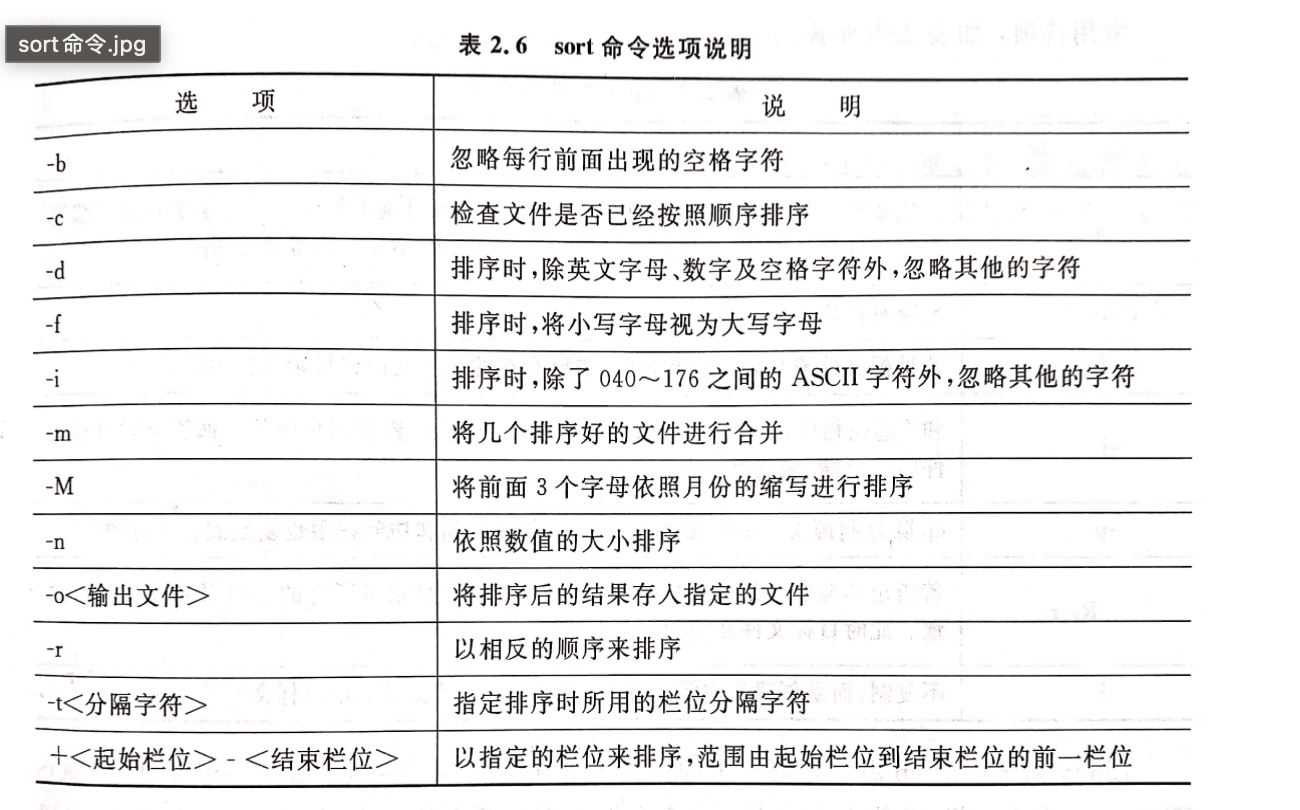 sort命令.jpg
表 2.6 sort 命令选项说明
选 项 说 明
-b 忽略每行前面出现的空格字符
-c 检查文件是否已经按照顺序排序
-d 排序时,除英文字母、数字及空格字符外,忽略其他的字符
-f 排序时,将小写字母视为大写字母
-i 排序时,除了 040～176 之间的 ASCII 字符外,忽略其他的字符
-m 将几个排序好的文件进行合并
-M 将前面 3 个字母依照月份的缩写进行排序
-n 依照数值的大小排序
-o<输出文件> 将排序后的结果存入指定的文件
-r 以相反的顺序来排序
-t<分隔字符> 指定排序时所用的栏位分隔字符
+<起始栏位> - <结束栏位> 以指定的栏位来排序,范围由起始栏位到结束栏位的前一栏位